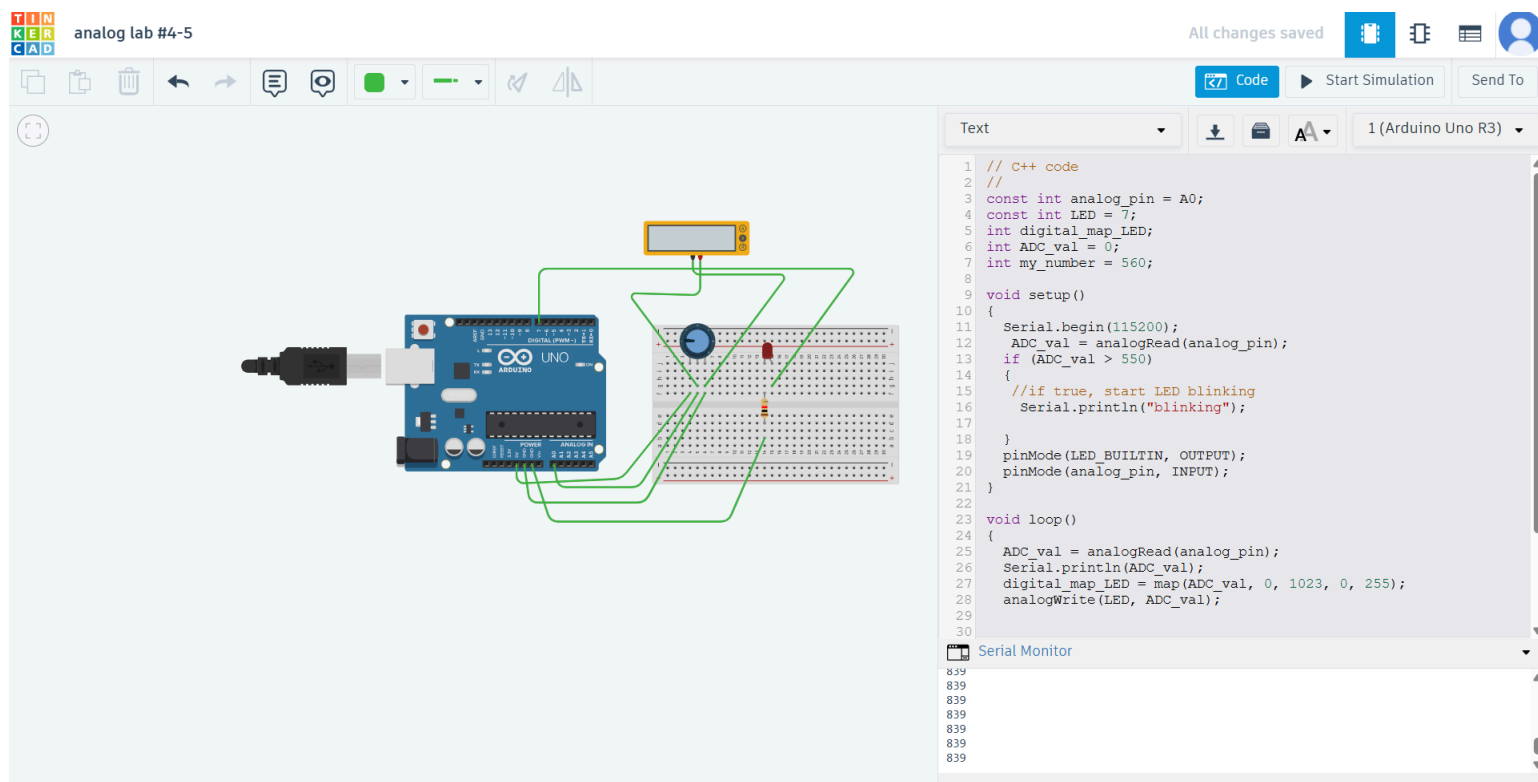 TINKERCAD
analog lab #4-5
All changes saved
Code
Start Simulation
Send To
Text
1 (Arduino Uno R3)
1 // C++ code
2 //
3 const int analog_pin = A0;
4 const int LED = 7;
5 int digital_map_LED;
6 int ADC_val = 0;
7 int my_number = 560;
8
9 void setup()
10 {
11 Serial.begin(115200);
12 ADC_val = analogRead(analog_pin);
13 if (ADC_val > 550)
14 {
15 //if true, start LED blinking
16 Serial.println("blinking");
17
18 }
19 pinMode(LED_BUILTIN, OUTPUT);
20 pinMode(analog_pin, INPUT);
21 }
22
23 void loop()
24 {
25 ADC_val = analogRead(analog_pin);
26 Serial.println(ADC_val);
27 digital_map_LED = map(ADC_val, 0, 1023, 0, 255);
28 analogWrite(LED, ADC_val);
29
30
DIGITAL (PWM~)
UNO
ARDUINO
POWER
ANALOG IN
Serial Monitor
839
839
839
839
839
839
839